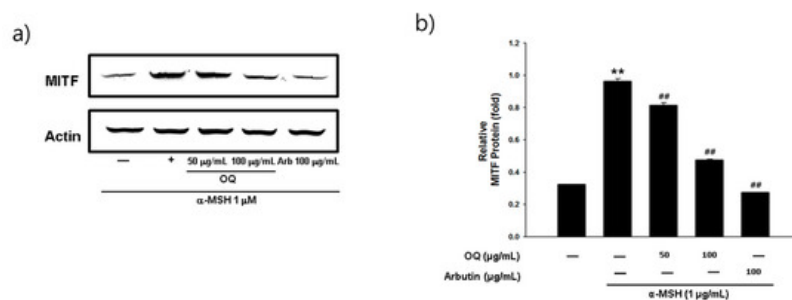 a)
MITF
Actin
— + 50 µg/mL 100 µg/mL Arb 100 µg/mL
OQ
α-MSH 1 µM
b)
Relative
MITF Protein (fold)
1.2
1.0
0.8
0.6
0.4
0.2
0.0
**
##
##
##
OQ (µg/mL) — — 50 100 —
Arbutin (µg/mL) — — — — 100
α-MSH (1 µg/mL)